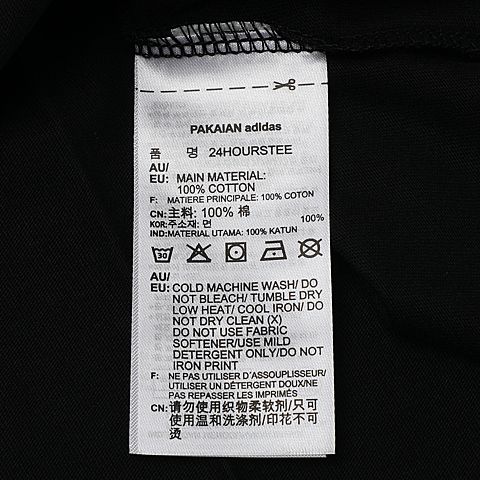 PAKAIAN adidas
품 명 24HOURSTEE
AU/
EU: MAIN MATERIAL:
100% COTTON
F: MATIERE PRINCIPALE: 100% COTON
CN: 主料: 100% 棉
KOR: 주소재: 면 100%
IND: MATERIAL UTAMA: 100% KATUN
30
AU/
EU: COLD MACHINE WASH/ DO
NOT BLEACH/ TUMBLE DRY
LOW HEAT/ COOL IRON/ DO
NOT DRY CLEAN (X)
DO NOT USE FABRIC
SOFTENER/USE MILD
DETERGENT ONLY/DO NOT
IRON PRINT
F: NE PAS UTILISER D'ASSOUPLISSEUR/
UTILISER UN DÉTERGENT DOUX/NE
PAS REPASSER LES IMPRIMÉS
CN: 请勿使用织物柔软剂/只可
使用温和洗涤剂/印花不可
烫